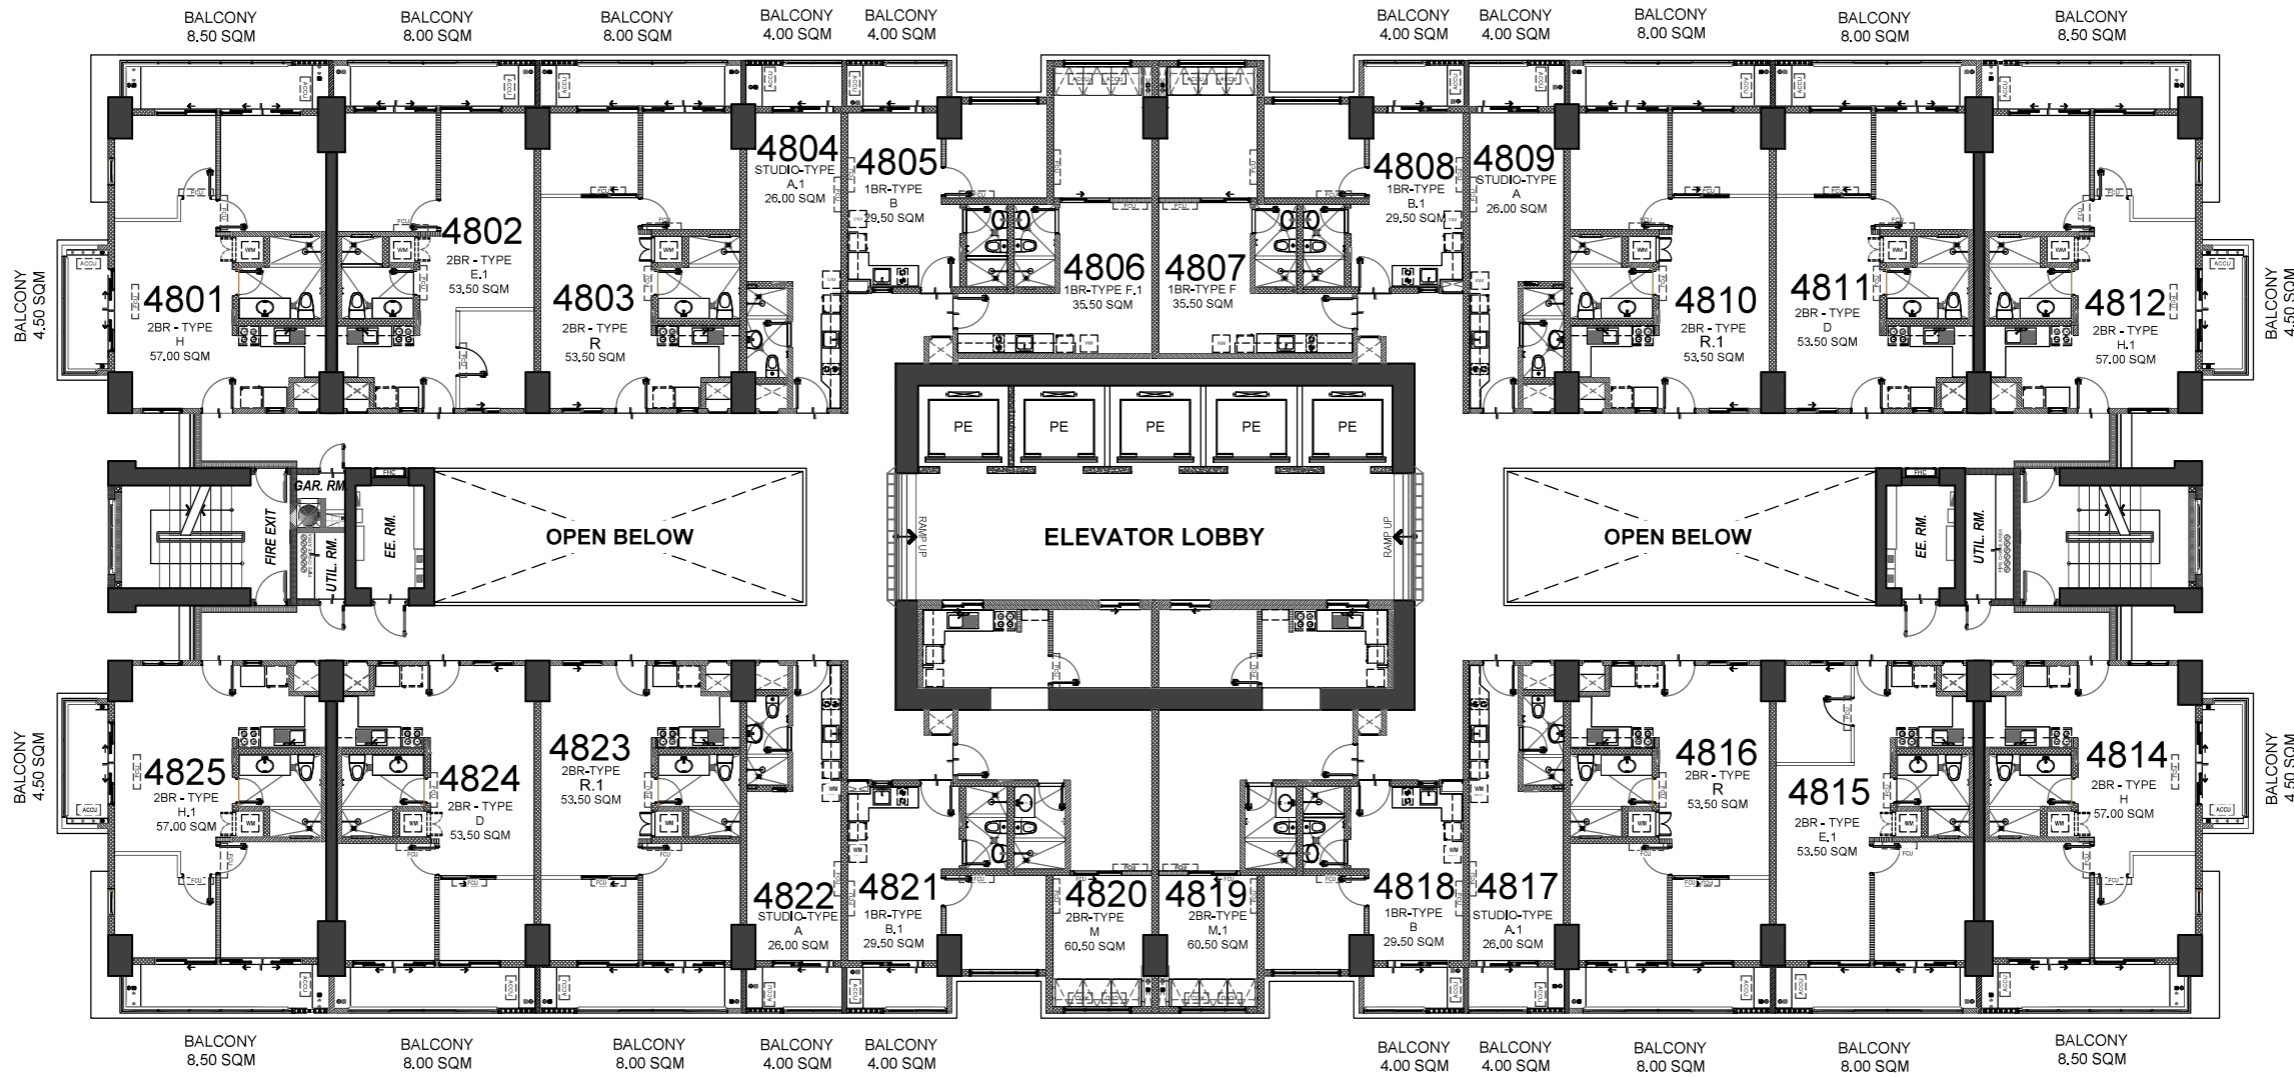 BALCONY
8.50 SQM
BALCONY
8.00 SQM
BALCONY
8.00 SQM
BALCONY
4.00 SQM
BALCONY
4.00 SQM
BALCONY
4.00 SQM
BALCONY
4.00 SQM
BALCONY
8.00 SQM
BALCONY
8.00 SQM
BALCONY
8.50 SQM
BALCONY
4.50 SQM
4801
2BR - TYPE
H
57.00 SQM
4802
2BR - TYPE
E.1
53.50 SQM
4803
2BR - TYPE
R
53.50 SQM
4804
STUDIO-TYPE
A.1
26.00 SQM
4805
1BR-TYPE
B
29.50 SQM
4806
1BR-TYPE F.1
35.50 SQM
4807
1BR-TYPE F
35.50 SQM
4808
1BR-TYPE
B.1
29.50 SQM
4809
STUDIO-TYPE
A
26.00 SQM
4810
2BR - TYPE
R.1
53.50 SQM
4811
2BR - TYPE
D
53.50 SQM
4812
2BR - TYPE
H.1
57.00 SQM
BALCONY
4.50 SQM
PE
PE
PE
PE
PE
FIRE EXIT
GAR. RM.
UTIL. RM.
FHC
EE. RM.
OPEN BELOW
RAMP UP
ELEVATOR LOBBY
RAMP UP
OPEN BELOW
FHC
EE. RM.
UTIL. RM.
BALCONY
4.50 SQM
4825
2BR - TYPE
H.1
57.00 SQM
4824
2BR - TYPE
D
53.50 SQM
4823
2BR-TYPE
R.1
53.50 SQM
4822
STUDIO-TYPE
A
26.00 SQM
4821
1BR-TYPE
B.1
29.50 SQM
4820
2BR-TYPE
M
60.50 SQM
4819
2BR-TYPE
M.1
60.50 SQM
4818
1BR-TYPE
B
29.50 SQM
4817
STUDIO-TYPE
A.1
26.00 SQM
4816
2BR - TYPE
R
53.50 SQM
4815
2BR - TYPE
E.1
53.50 SQM
4814
2BR - TYPE
H
57.00 SQM
BALCONY
4.50 SQM
BALCONY
8.50 SQM
BALCONY
8.00 SQM
BALCONY
8.00 SQM
BALCONY
4.00 SQM
BALCONY
4.00 SQM
BALCONY
4.00 SQM
BALCONY
4.00 SQM
BALCONY
8.00 SQM
BALCONY
8.00 SQM
BALCONY
8.50 SQM